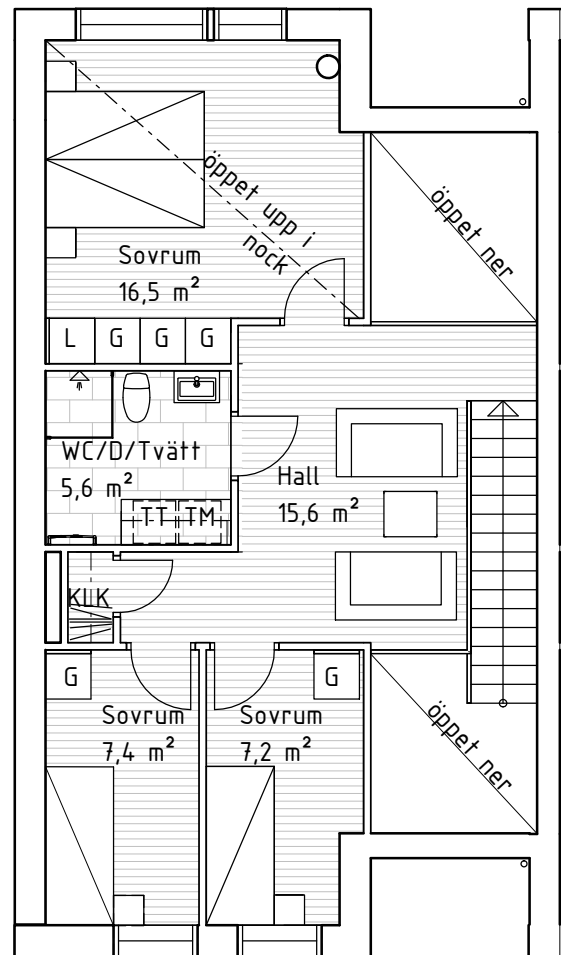 öppet upp i
nock
öppet ner
Sovrum
16,5 m²
L G G G
WC/D/Tvätt
5,6 m²
TT TM
Hall
15,6 m²
KLK
G
G
Sovrum
7,4 m²
Sovrum
7,2 m²
öppet ner